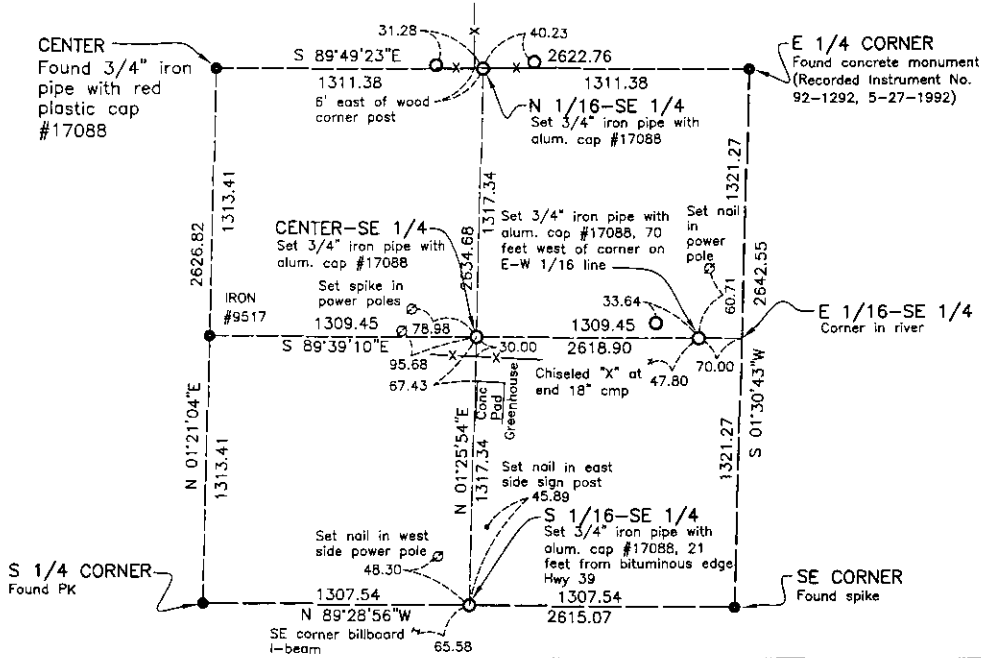 CENTER
Found 3/4" iron
pipe with red
plastic cap
#17088
31.28
40.23
S 89°49'23"E
2622.76
1311.38
1311.38
6' east of wood
corner post
N 1/16-SE 1/4
Set 3/4" iron pipe with
alum. cap #17088
E 1/4 CORNER
Found concrete monument
(Recorded Instrument No.
92-1292, 5-27-1992)
1313.41
2626.82
1317.34
2634.68
1321.27
2642.55
CENTER-SE 1/4
Set 3/4" iron pipe with
alum. cap #17088
Set 3/4" iron pipe with
alum. cap #17088, 70
feet west of corner on
E-W 1/16 line
Set nail
in
power
pole
60.71
IRON
#9517
Set spike in
power poles
33.64
E 1/16-SE 1/4
Corner in river
1309.45
78.98
1309.45
S 89°39'10"E
30.00
2618.90
95.68
67.43
Chiseled "X" at
end 18" cmp
47.80
70.00
Conc
Pad
Greenhouse
N 01°21'04"E
1313.41
N 01°25'54"E
1317.34
1321.27
S 01°30'43"W
Set nail in east
side sign post
45.89
S 1/16-SE 1/4
Set 3/4" iron pipe with
alum. cap #17088, 21
feet from bituminous edge
Hwy 39
Set nail in west
side power pole
48.30
S 1/4 CORNER
Found PK
SE CORNER
Found spike
1307.54
1307.54
N 89°28'56"W
2615.07
SE corner billboard
I-beam
65.58